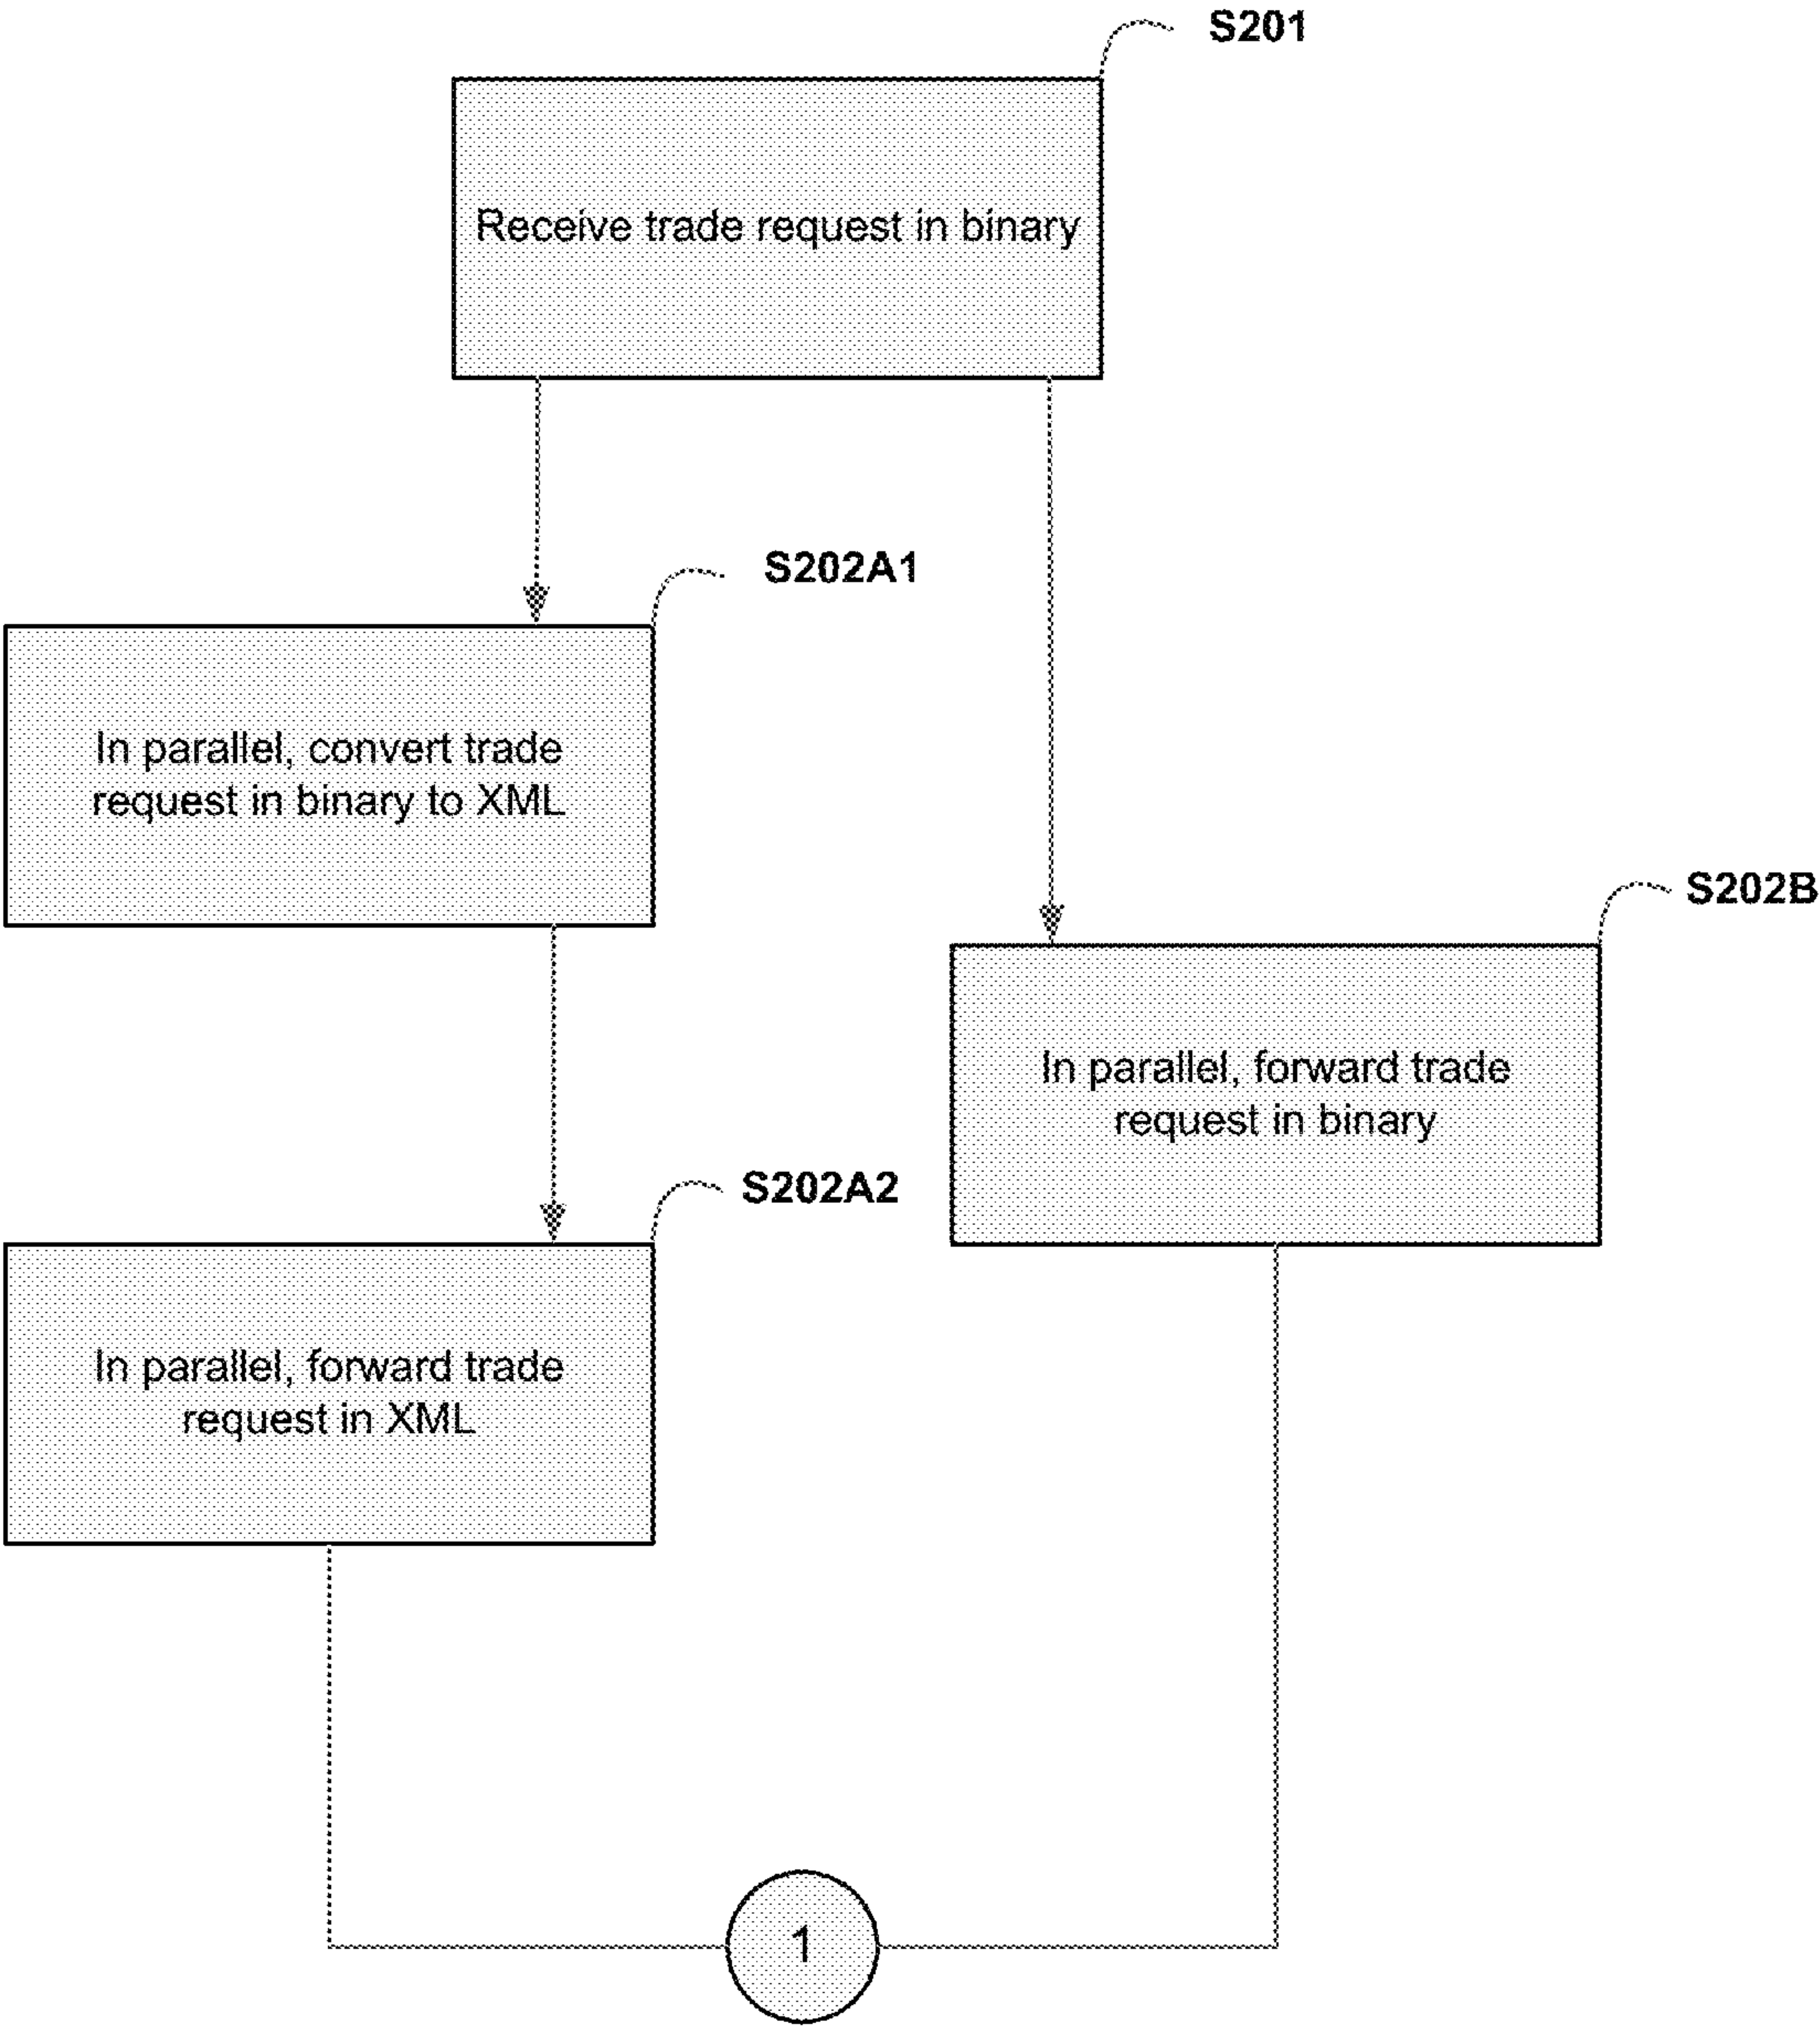 S201
Receive trade request in binary
S202A1
In parallel, convert trade
request in binary to XML
S202B
In parallel, forward trade
request in binary
S202A2
In parallel, forward trade
request in XML
1